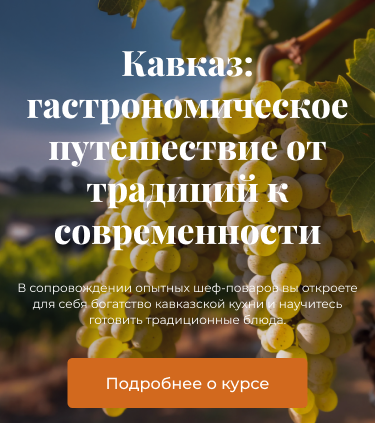 Кавказ:
гастрономическое
путешествие от
традиций к
современности
В сопровождении опытных шеф-поваров вы откроете
для себя богатство кавказской кухни и научитесь
готовить традиционные блюда.
Подробнее о курсе